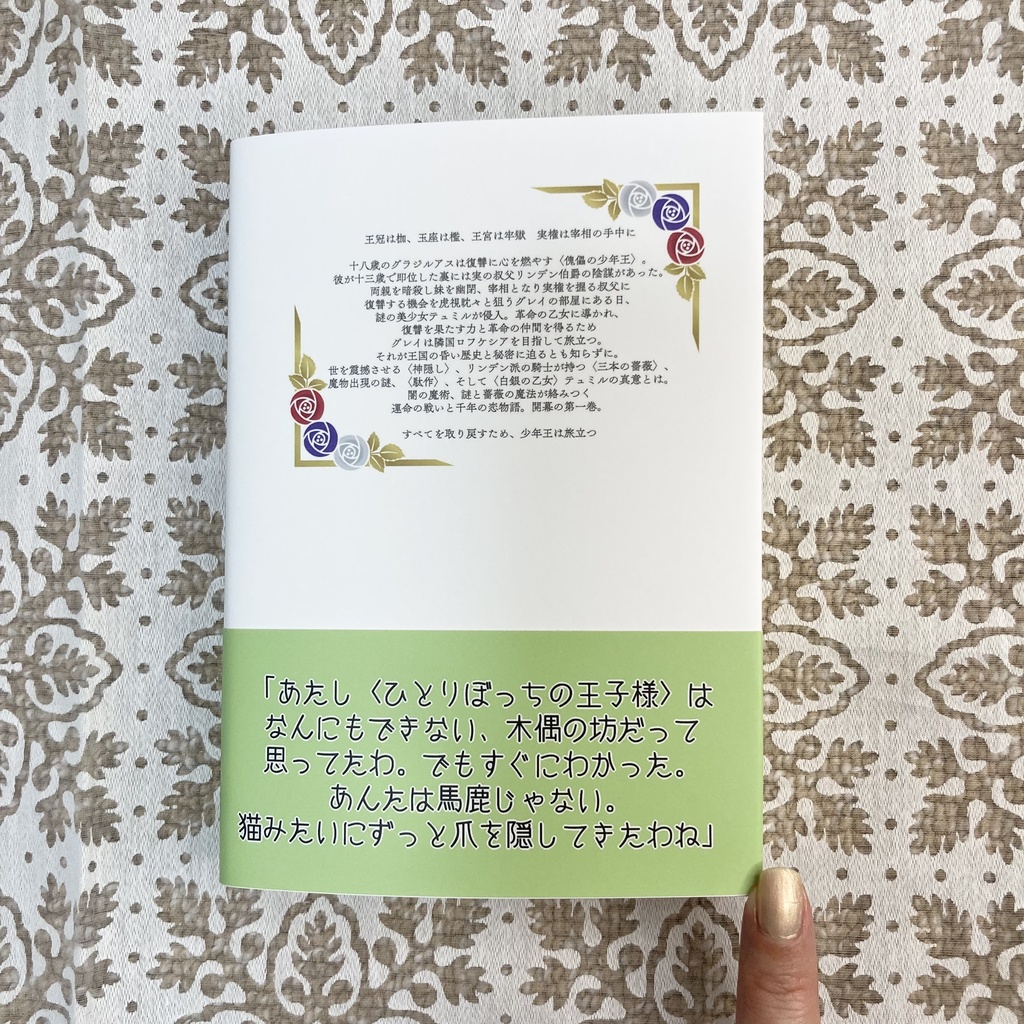 王冠は枷、玉座は檻、王宮は牢獄　実権は宰相の手中に
十八歳のグラジルアスは復讐に心を燃やす〈傀儡の少年王〉。
彼が十三歳で即位した裏には実の叔父リンデン伯爵の陰謀があった。
両親を暗殺し妹を幽閉、宰相となり実権を握る叔父に
復讐する機会を虎視眈々と狙うグレイの部屋にある日、
謎の美少女テュミルが侵入。革命の乙女に導かれ、
復讐を果たす力と革命の仲間を得るため
グレイは隣国ロフケシアを目指して旅立つ。
それが王国の昏い歴史と秘密に迫るとも知らずに。
世を震撼させる〈神隠し〉、リンデン派の騎士が持つ〈三本の薔薇〉、
魔物出現の謎、〈駄作〉、そして〈白銀の乙女〉テュミルの真意とは。
闇の魔術、謎と薔薇の魔法が絡みつく
運命の戦いと千年の恋物語。開幕の第一巻。
すべてを取り戻すため、少年王は旅立つ
「あたし〈ひとりぼっちの王子様〉は
なんにもできない、木偶の坊だって
思ってたわ。でもすぐにわかった。
あんたは馬鹿じゃない。
猫みたいにずっと爪を隠してきたわね」